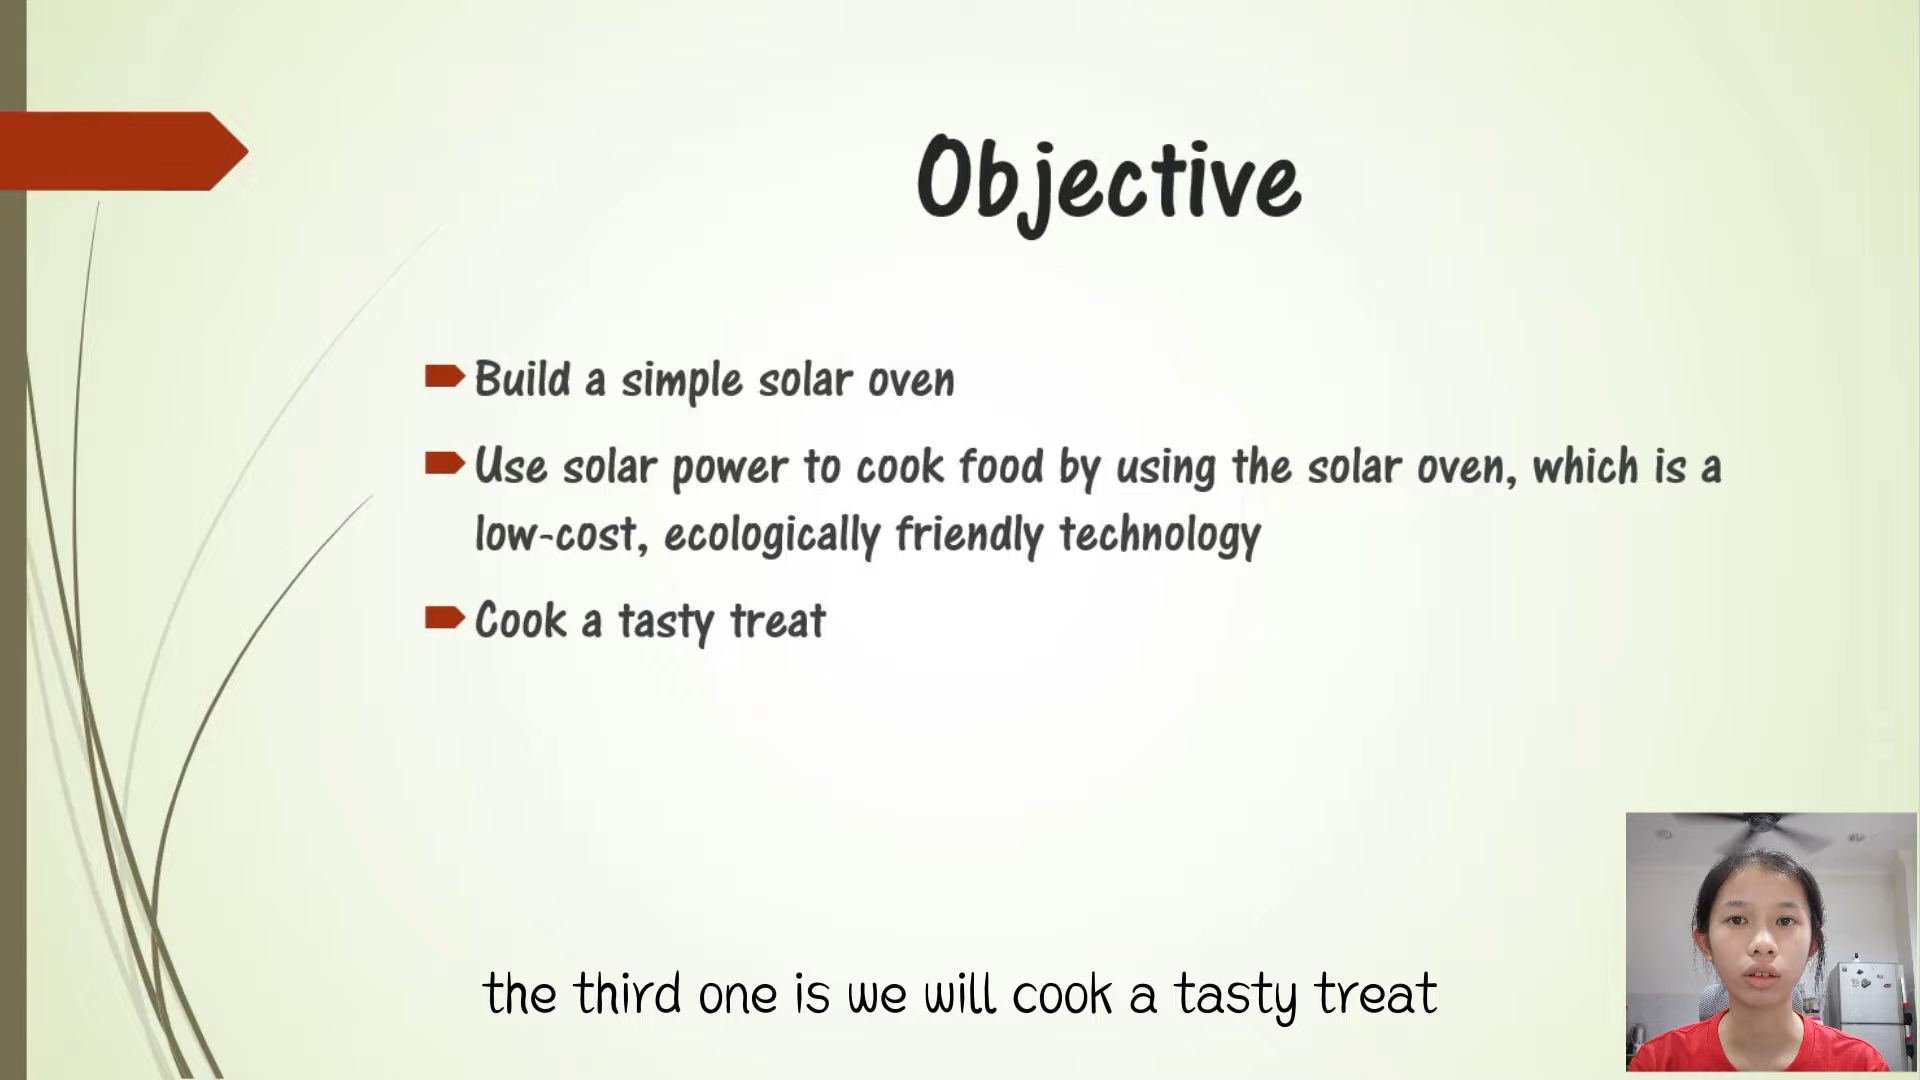 Objective
Build a simple solar oven
Use solar power to cook food by using the solar oven, which is a
low-cost, ecologically friendly technology
Cook a tasty treat
the third one is we will cook a tasty treat